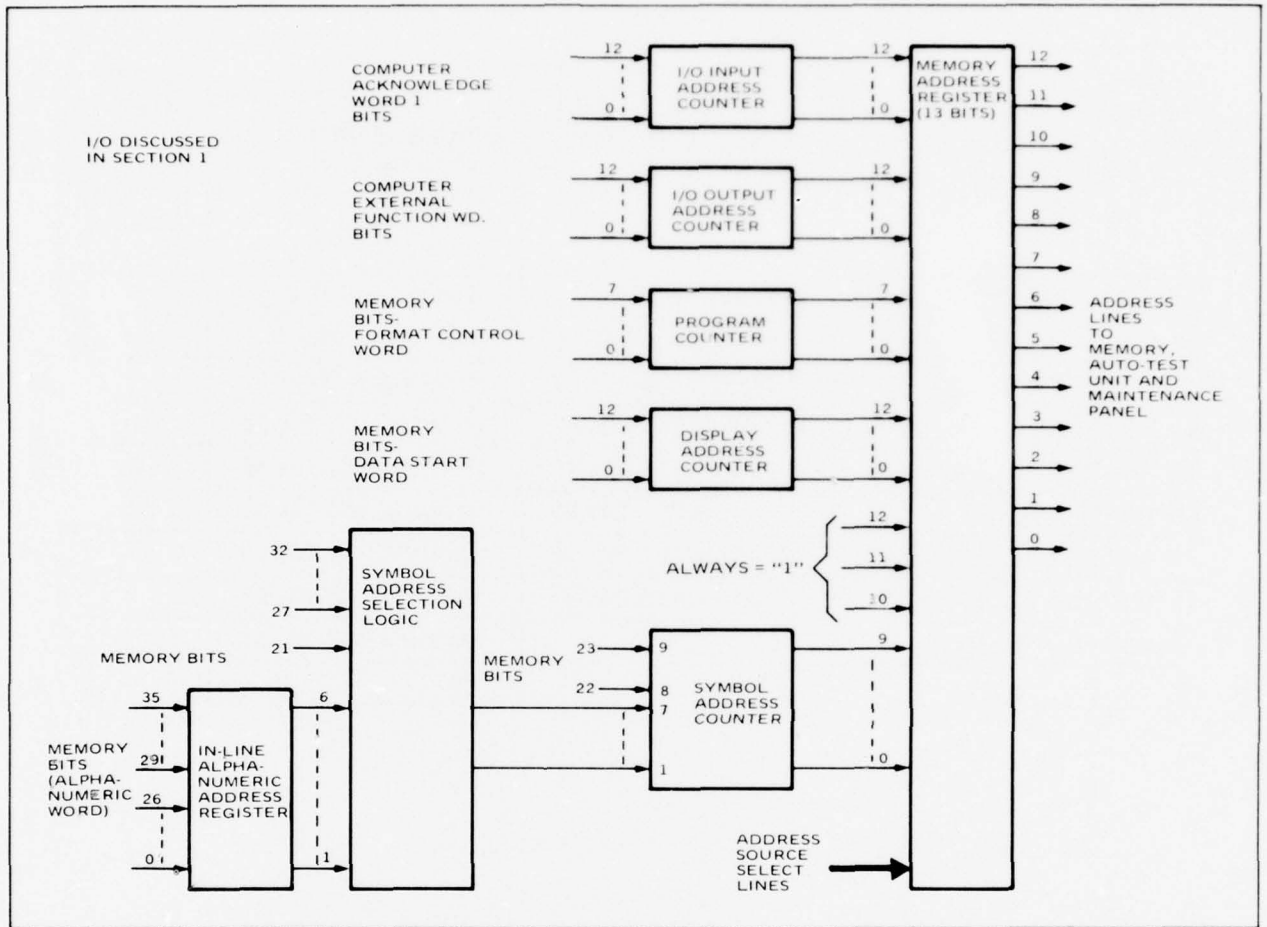 I/O DISCUSSED
IN SECTION 1
COMPUTER
ACKNOWLEDGE
WORD 1
BITS
12
0
I/O INPUT
ADDRESS
COUNTER
12
0
COMPUTER
EXTERNAL
FUNCTION WD.
BITS
12
0
I/O OUTPUT
ADDRESS
COUNTER
12
0
MEMORY
BITS-
FORMAT CONTROL
WORD
7
0
PROGRAM
COUNTER
7
0
MEMORY
BITS-
DATA START
WORD
12
0
DISPLAY
ADDRESS
COUNTER
12
0
ALWAYS = "1"
12
11
10
32
27
21
MEMORY BITS
SYMBOL
ADDRESS
SELECTION
LOGIC
MEMORY
BITS
(ALPHA-
NUMERIC
WORD)
35
29
26
0
IN-LINE
ALPHA-
NUMERIC
ADDRESS
REGISTER
6
1
MEMORY
BITS
23
22
9
8
7
1
SYMBOL
ADDRESS
COUNTER
9
0
ADDRESS
SOURCE
SELECT
LINES
MEMORY
ADDRESS
REGISTER
(13 BITS)
12
11
10
9
8
7
6
5
4
3
2
1
0
ADDRESS
LINES
TO
MEMORY,
AUTO-TEST
UNIT AND
MAINTENANCE
PANEL